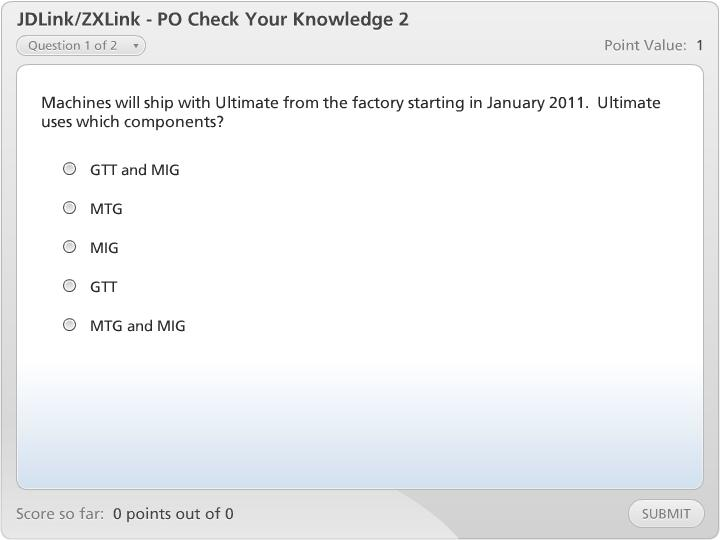 JDLink/ZXLink - PO Check Your Knowledge 2
Question 1 of 2
Point Value: 1
Machines will ship with Ultimate from the factory starting in January 2011. Ultimate
uses which components?
GTT and MIG
MTG
MIG
GTT
MTG and MIG
Score so far: 0 points out of 0
SUBMIT